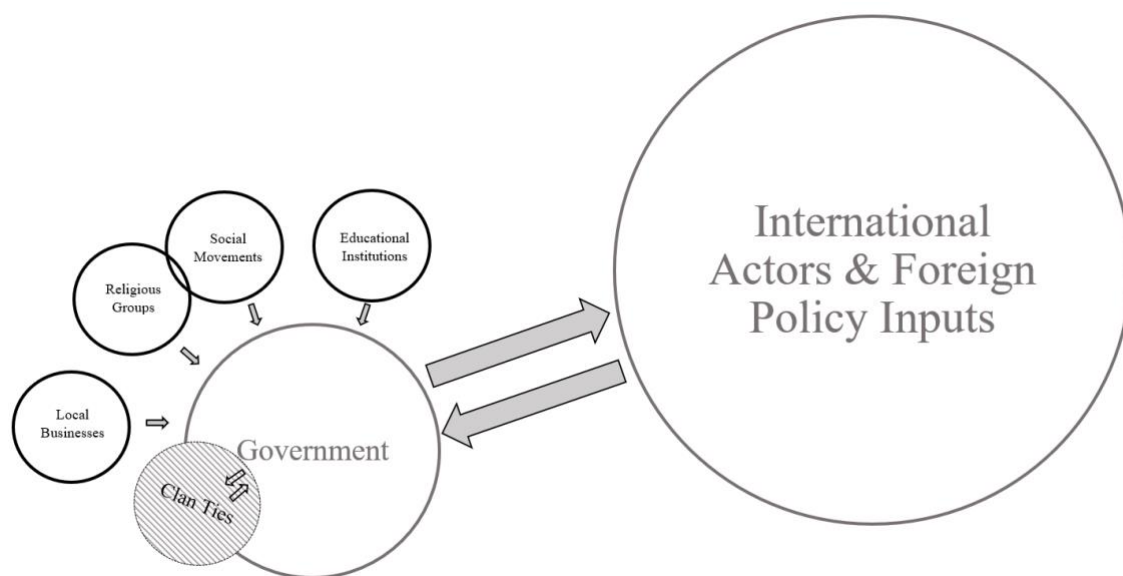 International
Actors & Foreign
Policy Inputs
Social
Movements
Educational
Institutions
Religious
Groups
Local
Businesses
Government
Clan Ties